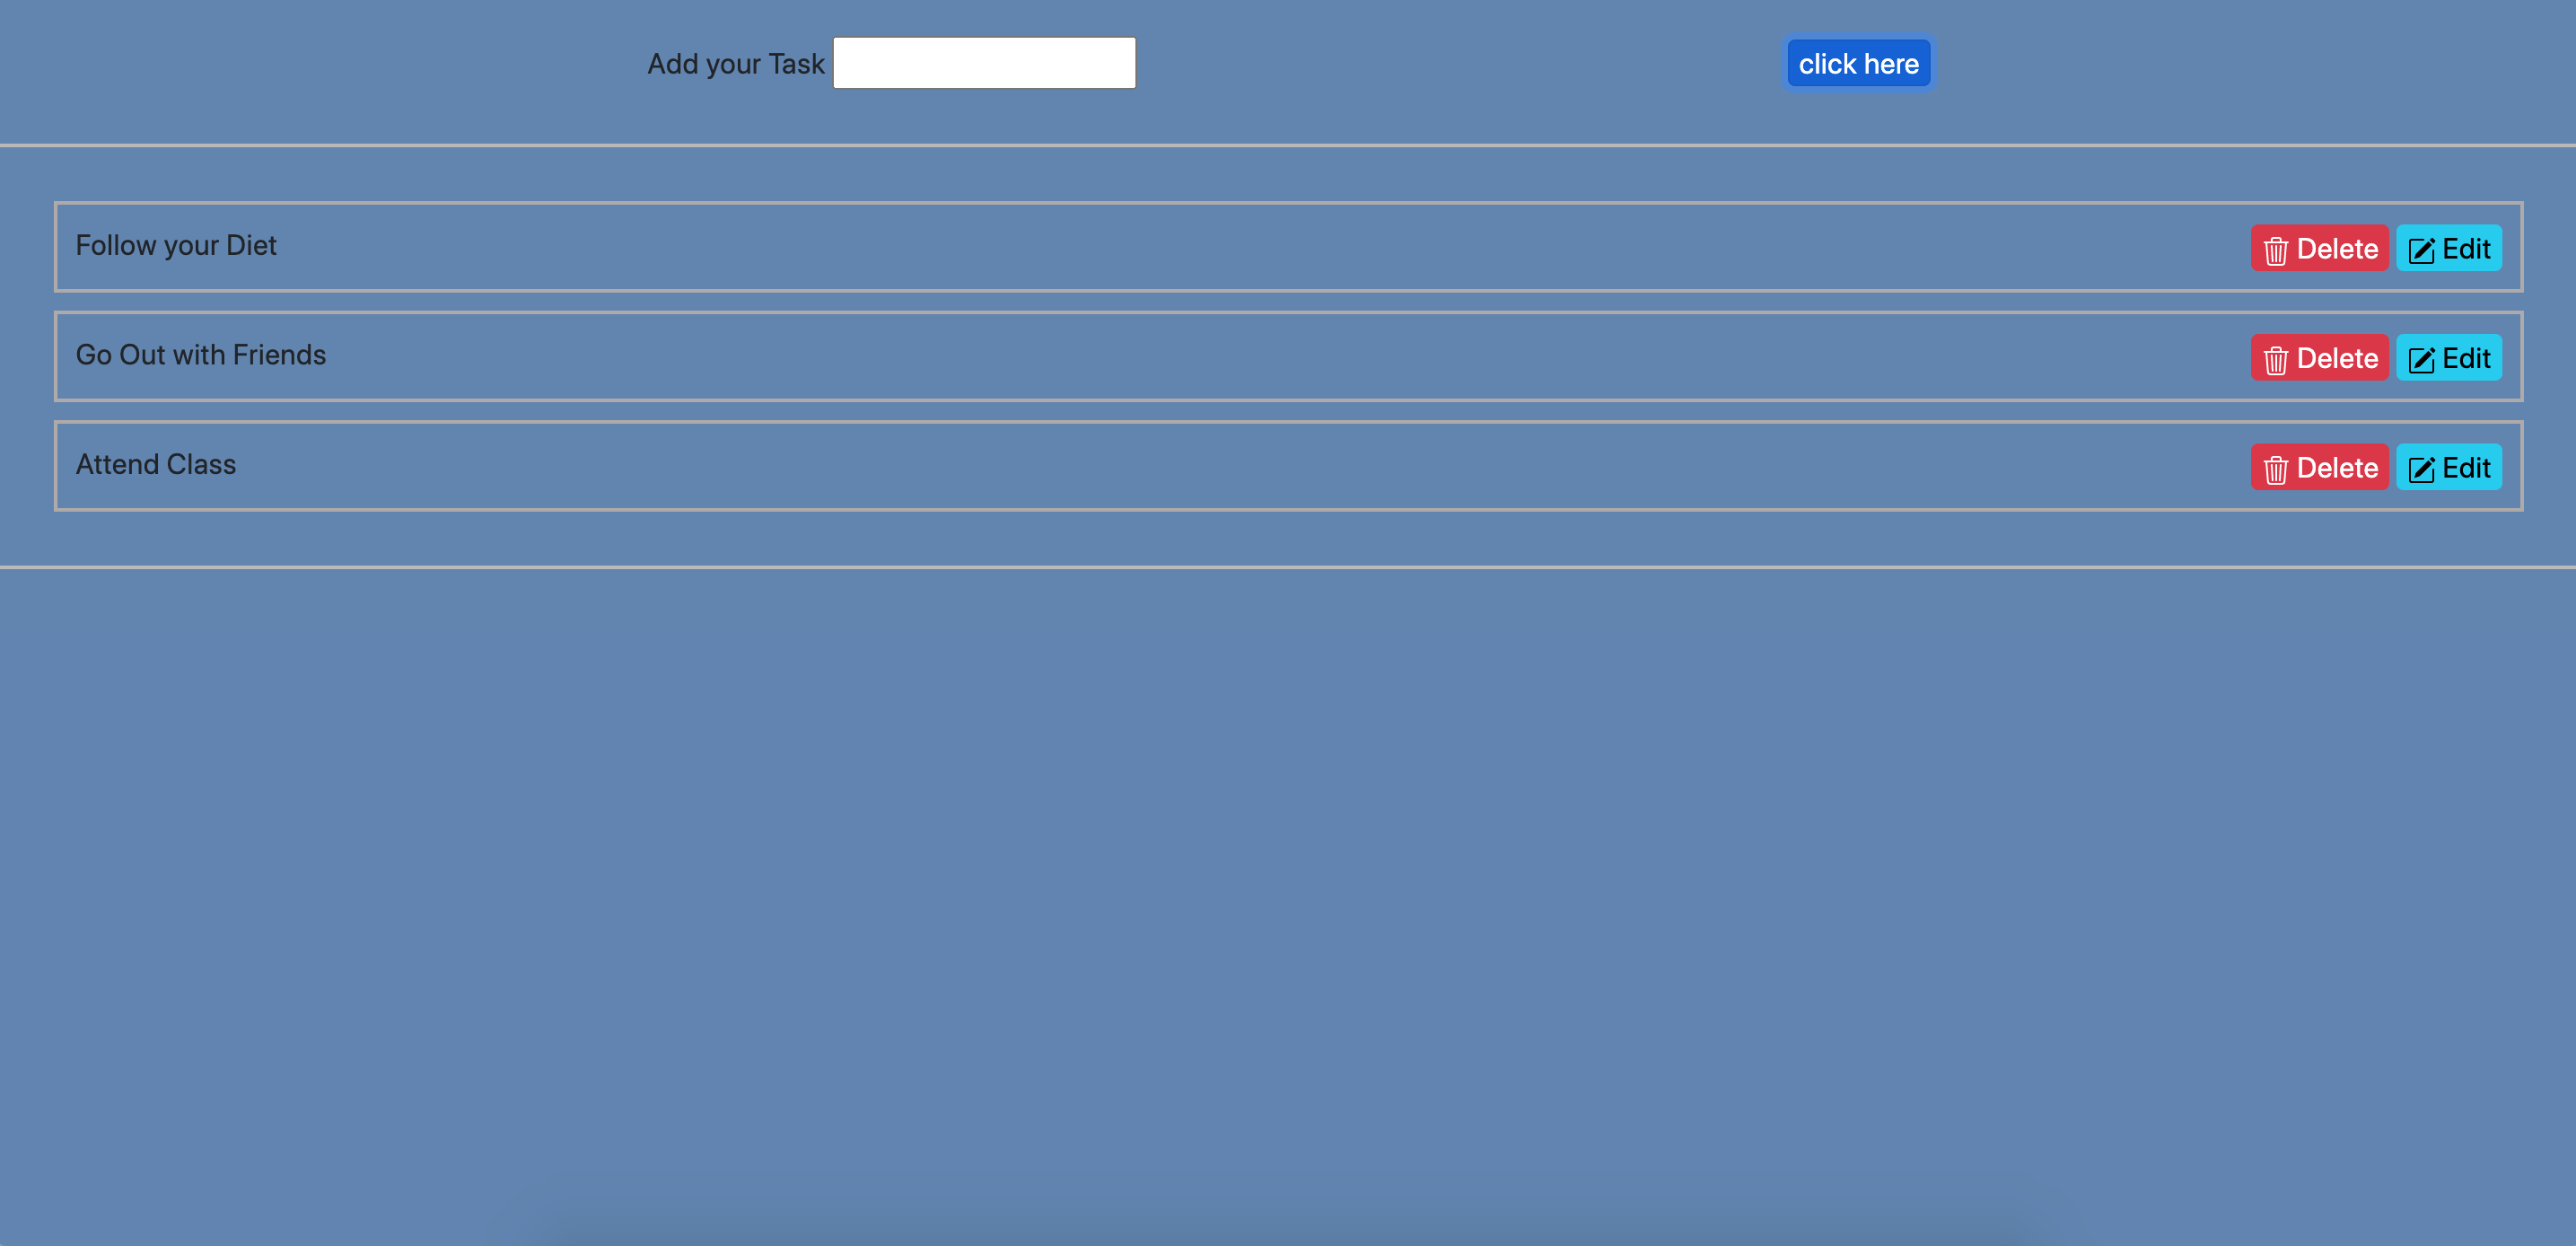 Add your Task click here
Follow your Diet Delete Edit
Go Out with Friends Delete Edit
Attend Class Delete Edit